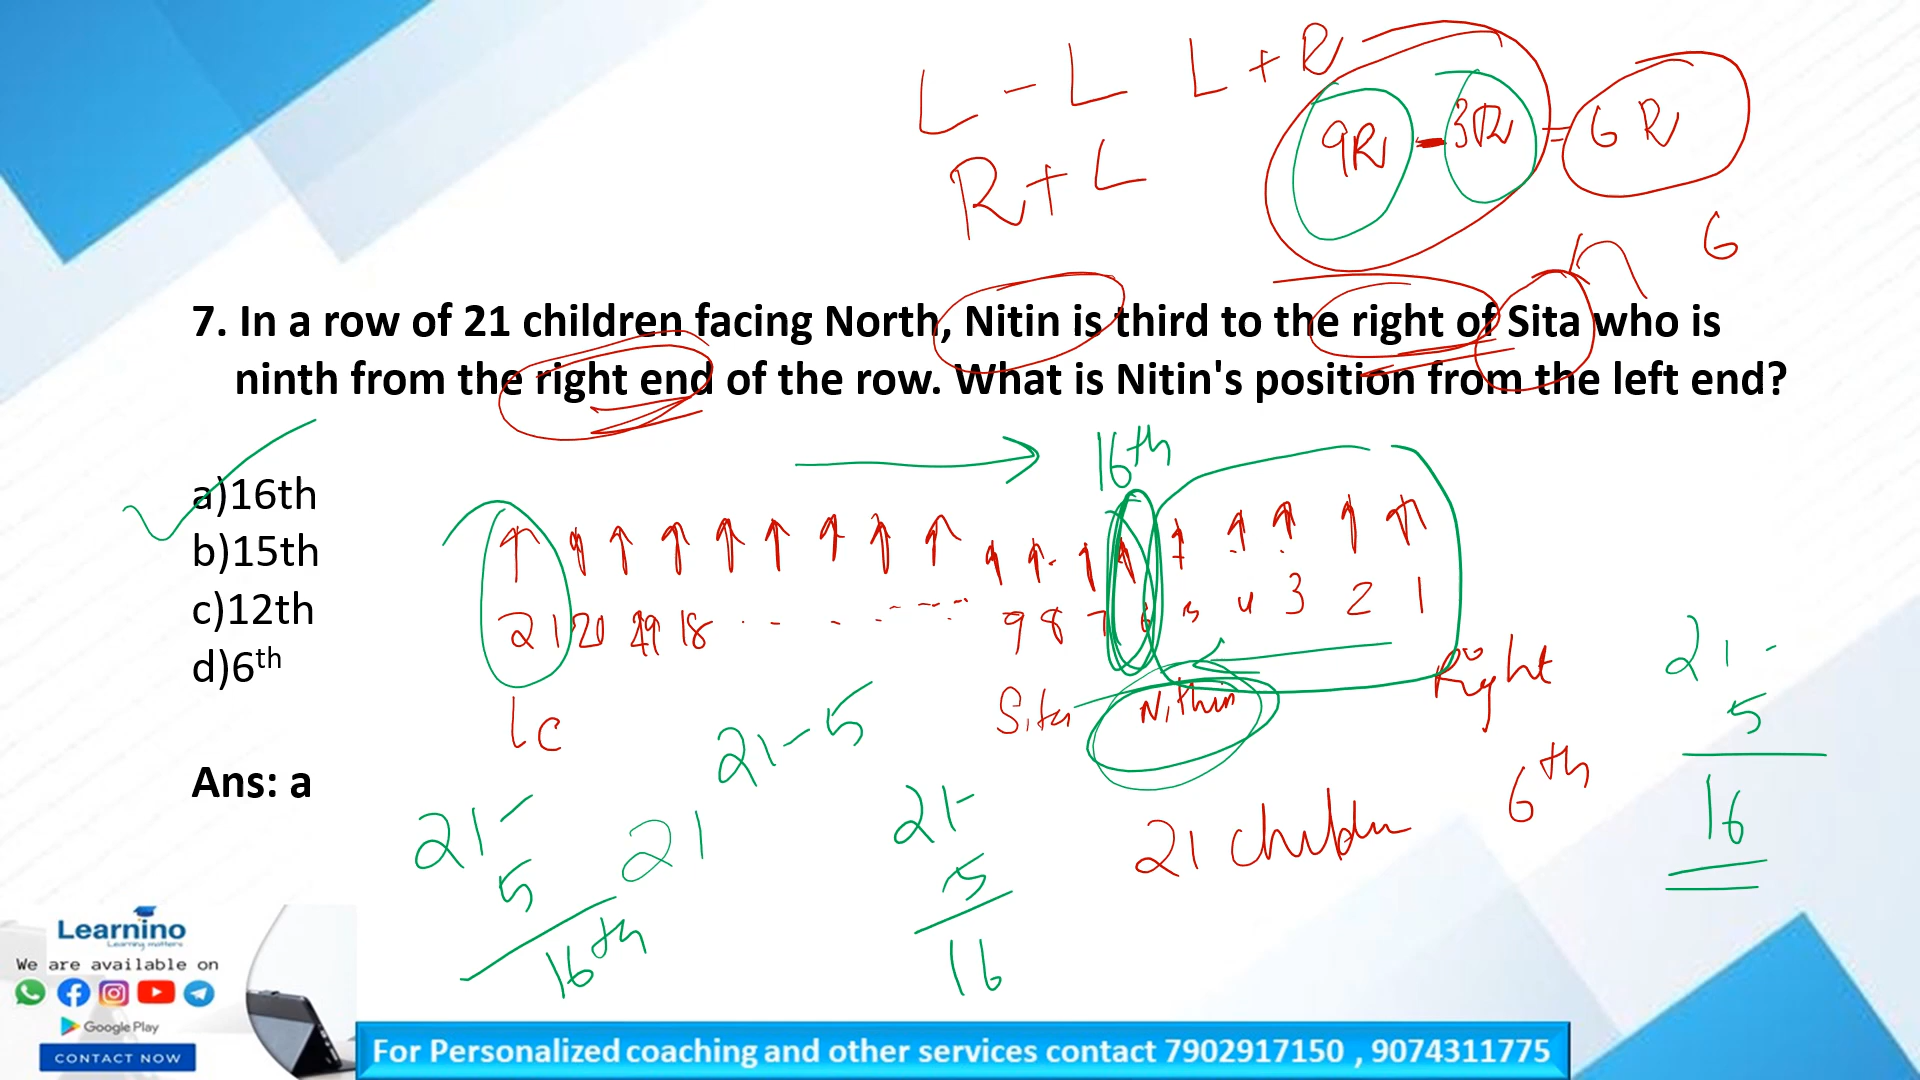 L - L L + R
9R - 3R = 6R
R + L
6
7. In a row of 21 children facing North, Nitin is third to the right of Sita who is
ninth from the right end of the row. What is Nitin's position from the left end?
16th
a)16th
b)15th
c)12th
d)6th
21 20 19 18 9 8 7 6 5 4 3 2 1
Sita Nithin Right
LC
21 - 5
21 -
5
16
Ans: a
21 -
5
16th
21
21 -
5
16
21 children
6th
Learnino
Learning matters
We are available on
Google Play
CONTACT NOW
For Personalized coaching and other services contact 7902917150 , 9074311775